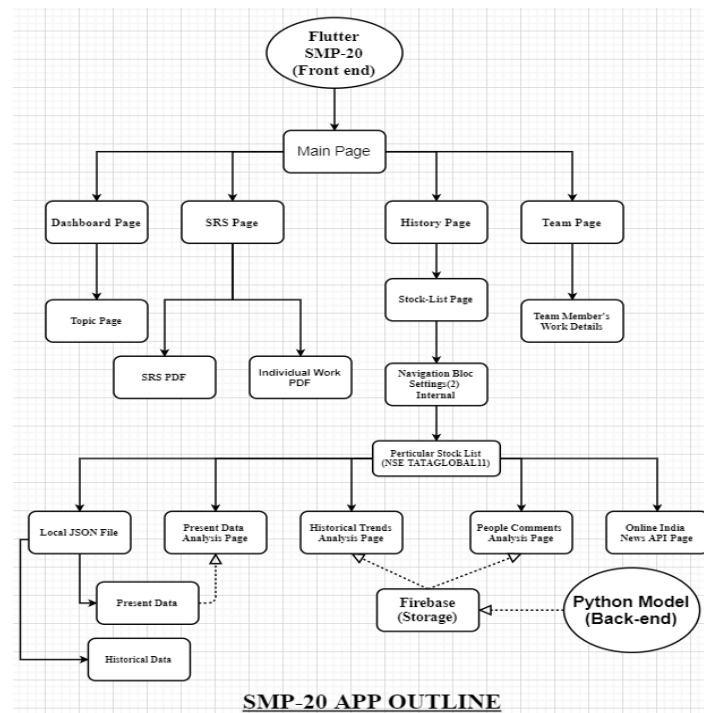 Flutter
SMP-20
(Front end)
Main Page
Dashboard Page
SRS Page
History Page
Team Page
Topic Page
Stock-List Page
Team Member's
Work Details
SRS PDF
Individual Work
PDF
Navigation Bloc
Settings(2)
Internal
Perticular Stock List
(NSE TATAGLOBAL11)
Local JSON File
Present Data
Analysis Page
Historical Trends
Analysis Page
People Comments
Analysis Page
Online India
News API Page
Present Data
Firebase
(Storage)
Python Model
(Back-end)
Historical Data
SMP-20 APP OUTLINE